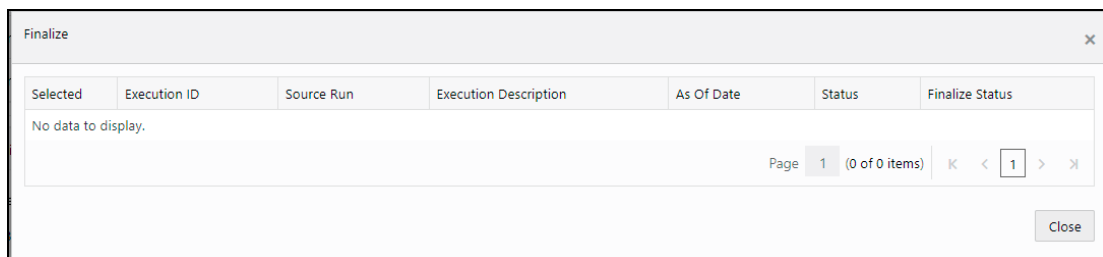 Finalize
Selected Execution ID Source Run Execution Description As Of Date Status Finalize Status
No data to display.
Page 1 (0 of 0 items) 1
Close